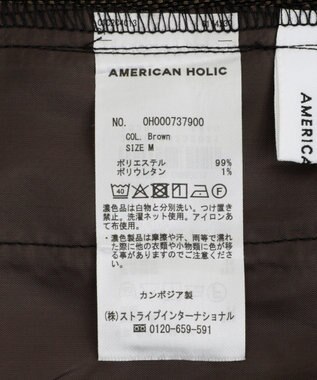 AMERICAN HOLIC
NO. 0H000737900
COL. Brown
SIZE M
ポリエステル 99%
ポリウレタン 1%
40
濃色品は白物と分別洗い。つけ置き
禁止。洗濯ネット使用。アイロンあ
て布使用。
・濃色製品は摩擦や汗、雨等で濡れ
た際に他の衣類や小物類に色が移
る事がありますのでご注意下さい。
カンボジア製
(株)ストライプインターナショナル
☎ 0120-659-591
AMERICA